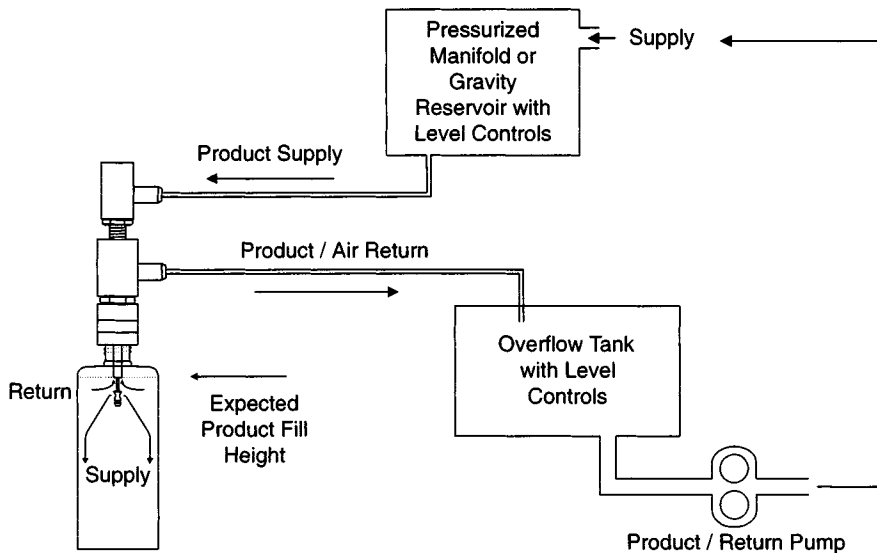 Pressurized
Manifold or
Gravity
Reservoir with
Level Controls
Supply
Product Supply
Product / Air Return
Overflow Tank
with Level
Controls
Return
Expected
Product Fill
Height
Supply
Product / Return Pump